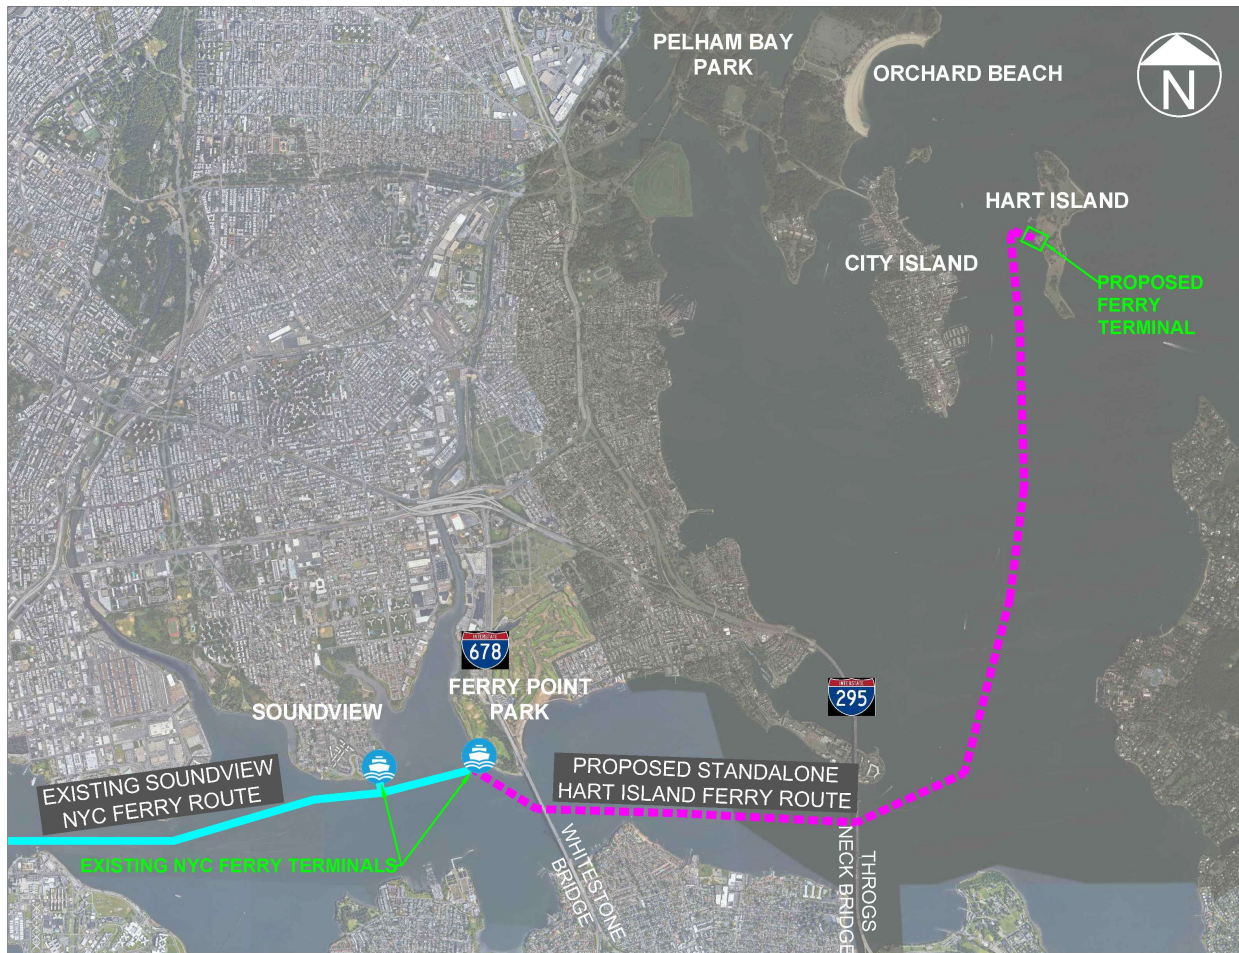 PELHAM BAY
PARK
ORCHARD BEACH
N
HART ISLAND
CITY ISLAND
PROPOSED
FERRY
TERMINAL
INTERSTATE
678
FERRY POINT
PARK
INTERSTATE
295
SOUNDVIEW
EXISTING SOUNDVIEW
NYC FERRY ROUTE
PROPOSED STANDALONE
HART ISLAND FERRY ROUTE
EXISTING NYC FERRY TERMINALS
WHITESTONE
BRIDGE
THROGS
NECK BRIDGE